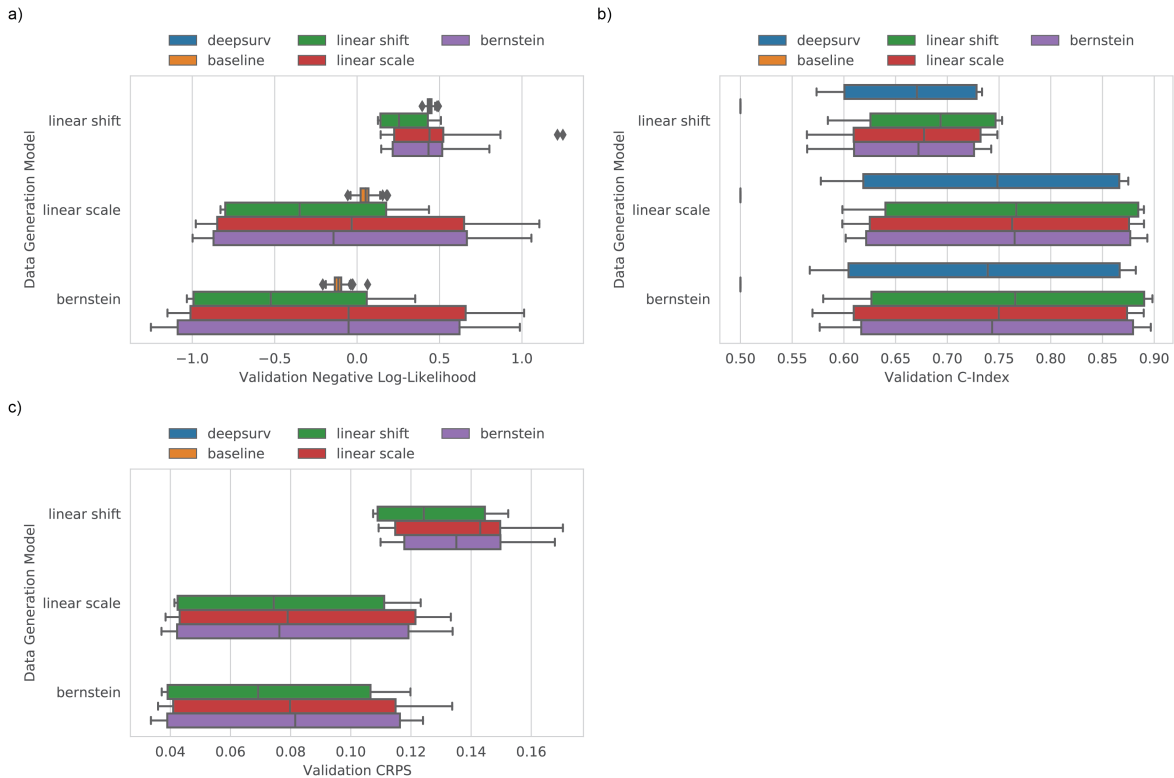 a)
deepsurv linear shift bernstein
baseline linear scale
Data Generation Model
linear shift
linear scale
bernstein
−1.0 −0.5 0.0 0.5 1.0
Validation Negative Log-Likelihood
b)
deepsurv linear shift bernstein
baseline linear scale
Data Generation Model
linear shift
linear scale
bernstein
0.50 0.55 0.60 0.65 0.70 0.75 0.80 0.85 0.90
Validation C-Index
c)
deepsurv linear shift bernstein
baseline linear scale
Data Generation Model
linear shift
linear scale
bernstein
0.04 0.06 0.08 0.10 0.12 0.14 0.16
Validation CRPS